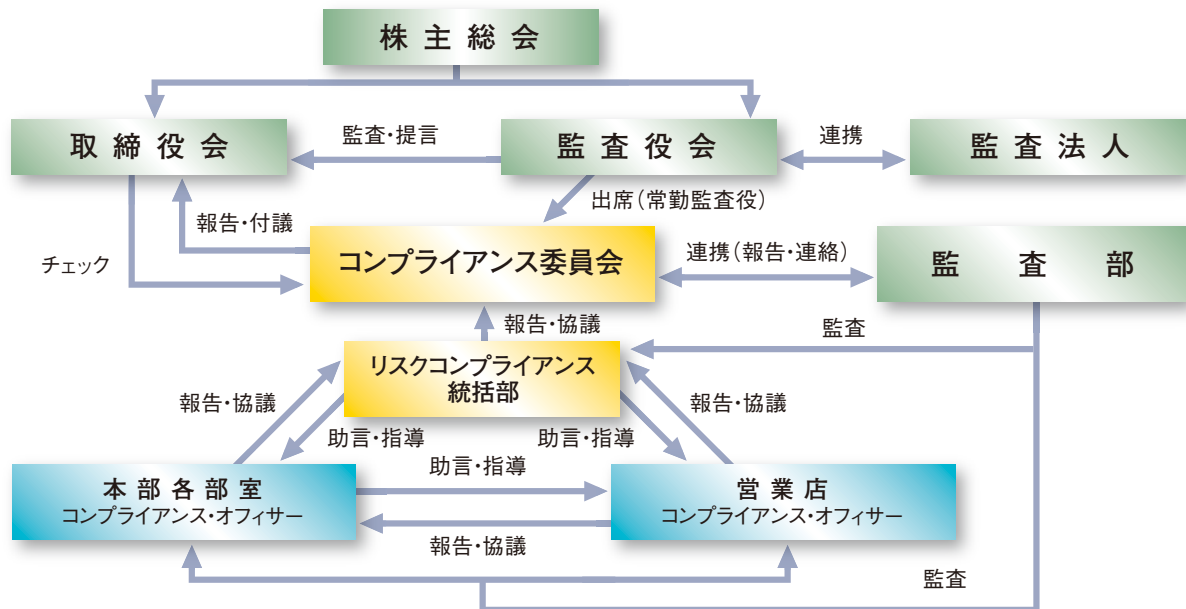 株主総会
取締役会
監査・提言
監査役会
連携
監査法人
出席（常勤監査役）
報告・付議
チェック
コンプライアンス委員会
連携（報告・連絡）
監査部
報告・協議
監査
リスクコンプライアンス
統括部
報告・協議
報告・協議
助言・指導
助言・指導
助言・指導
本部各部室
コンプライアンス・オフィサー
営業店
コンプライアンス・オフィサー
報告・協議
監査